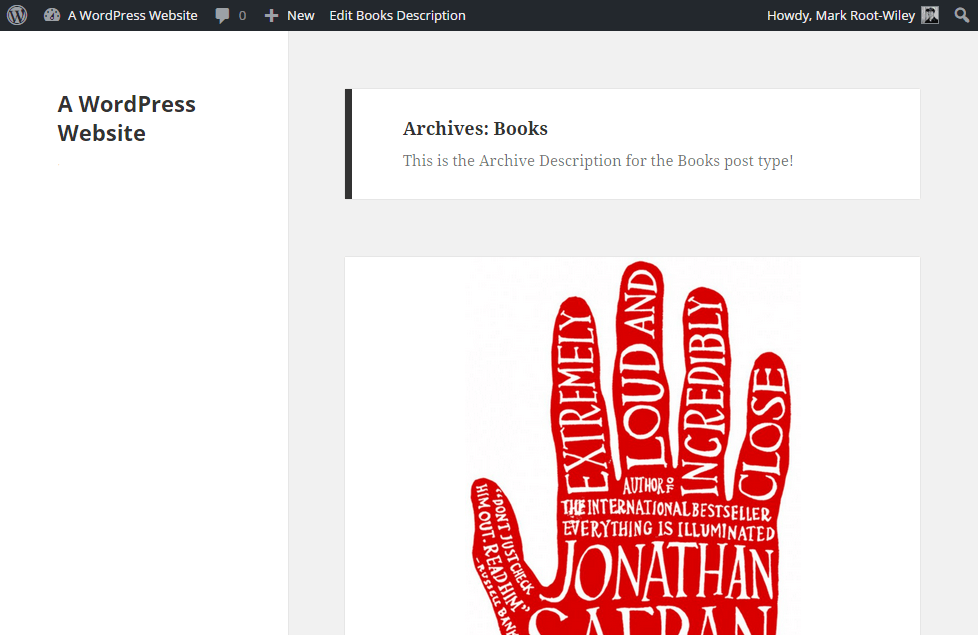 A WordPress Website 0 New Edit Books Description Howdy, Mark Root-Wiley
A WordPress
Website
Archives: Books
This is the Archive Description for the Books post type!
EXTREMELY
LOUD AND
INCREDIBLY
CLOSE
AUTHOR OF
THE INTERNATIONAL BESTSELLER
EVERYTHING IS ILLUMINATED
"DON'T JUST CHECK
HIM OUT. READ HIM."
JONATHAN
SAFRAN